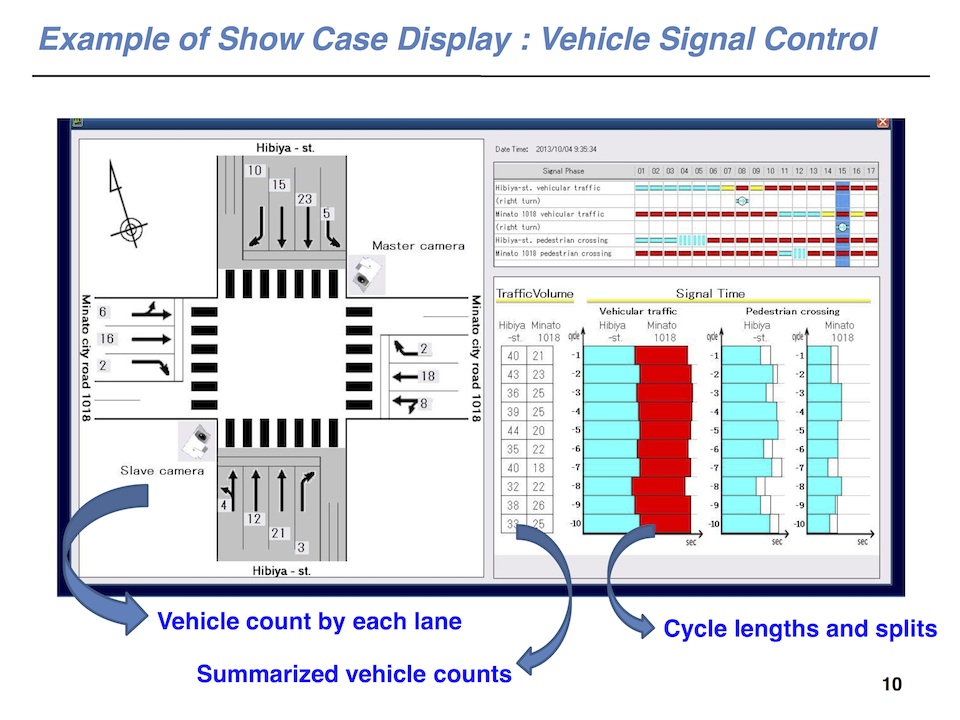 Example of Show Case Display : Vehicle Signal Control
Hibiya - st.
10
15
23
5
Master camera
Minato city road 1018
6
16
2
Minato city road 1018
2
18
8
Slave camera
4
12
21
3
Hibiya - st.
Date Time: 2013/10/04 9:35:34
Signal Phase 01 02 03 04 05 06 07 08 09 10 11 12 13 14 15 16 17
Hibiya-st. vehicular traffic
(right turn)
Minato 1018 vehicular traffic
(right turn)
Hibiya-st. pedestrian crossing
Minato 1018 pedestrian crossing
TrafficVolume Signal Time
Vehicular traffic Pedestrian crossing
Hibiya Minato Hibiya Minato Hibiya Minato
-st. 1018 cycle -st. 1018 cycle -st. cycle 1018
40 21 -1 -1 -1
43 23 -2 -2 -2
36 25 -3 -3 -3
39 25 -4 -4 -4
44 20 -5 -5 -5
35 22 -6 -6 -6
40 18 -7 -7 -7
32 22 -8 -8 -8
38 26 -9 -9 -9
33 25 -10 -10 -10
sec sec sec
Vehicle count by each lane
Cycle lengths and splits
Summarized vehicle counts
10